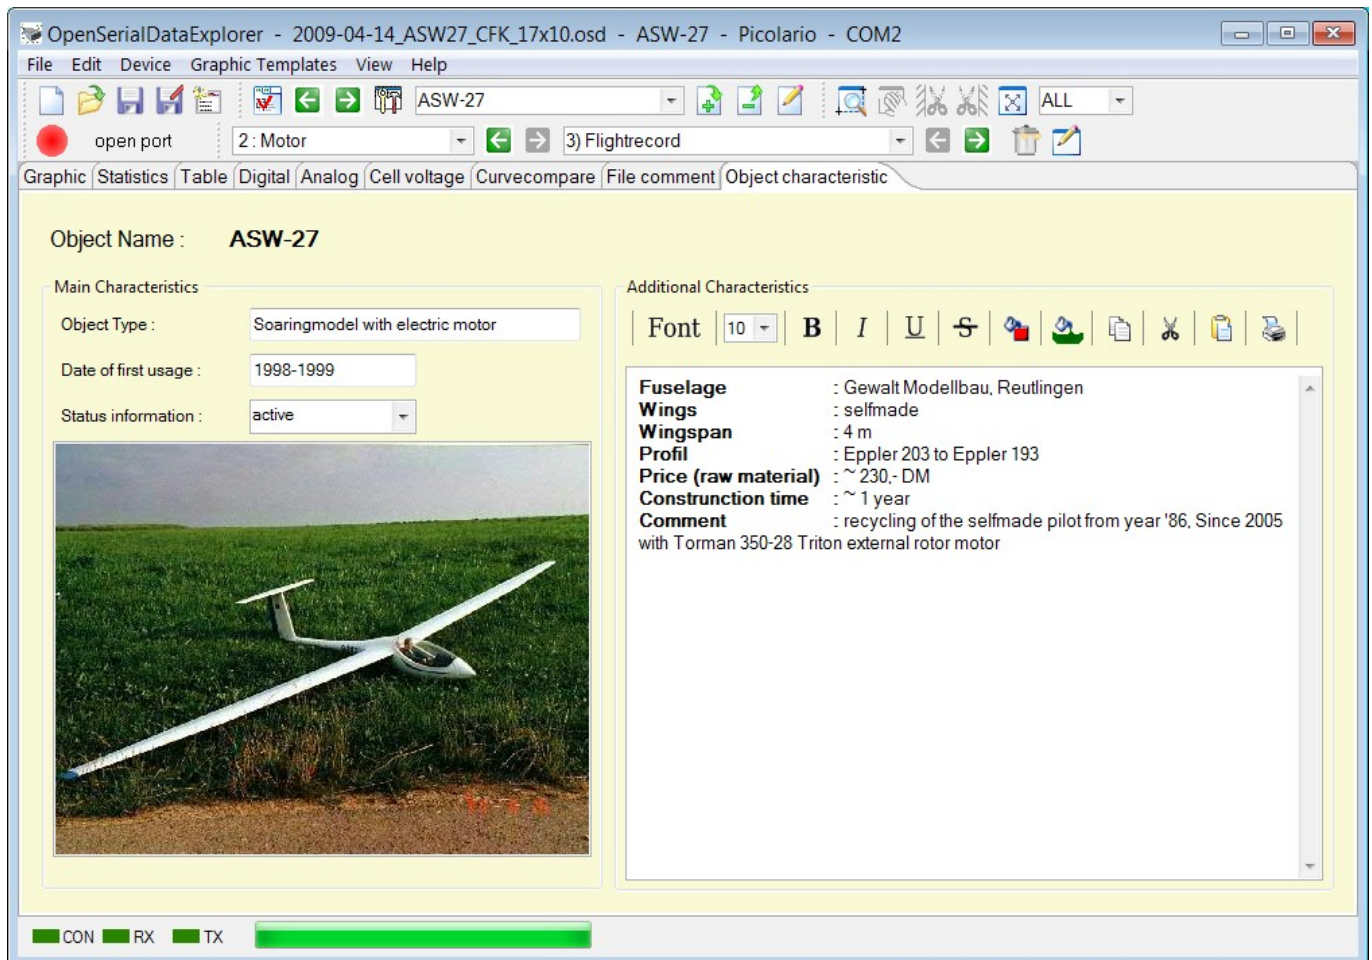 OpenSerialDataExplorer - 2009-04-14_ASW27_CFK_17x10.osd - ASW-27 - Picolario - COM2
File Edit Device Graphic Templates View Help
ASW-27 ALL
open port 2 : Motor 3) Flightrecord
Graphic Statistics Table Digital Analog Cell voltage Curvecompare File comment Object characteristic
Object Name : ASW-27
Main Characteristics
Object Type : Soaringmodel with electric motor
Date of first usage : 1998-1999
Status information : active
Additional Characteristics
Font 10 B I U S
Fuselage : Gewalt Modellbau, Reutlingen
Wings : selfmade
Wingspan : 4 m
Profil : Eppler 203 to Eppler 193
Price (raw material) : ~ 230,- DM
Construnction time : ~ 1 year
Comment : recycling of the selfmade pilot from year '86, Since 2005
with Torman 350-28 Triton external rotor motor
CON RX TX